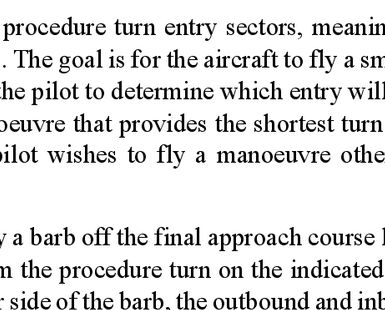 procedure turn entry sectors, meanin
. The goal is for the aircraft to fly a sm
the pilot to determine which entry will
oeuvre that provides the shortest turn
pilot wishes to fly a manoeuvre othe
y a barb off the final approach course l
m the procedure turn on the indicated
r side of the barb, the outbound and inb